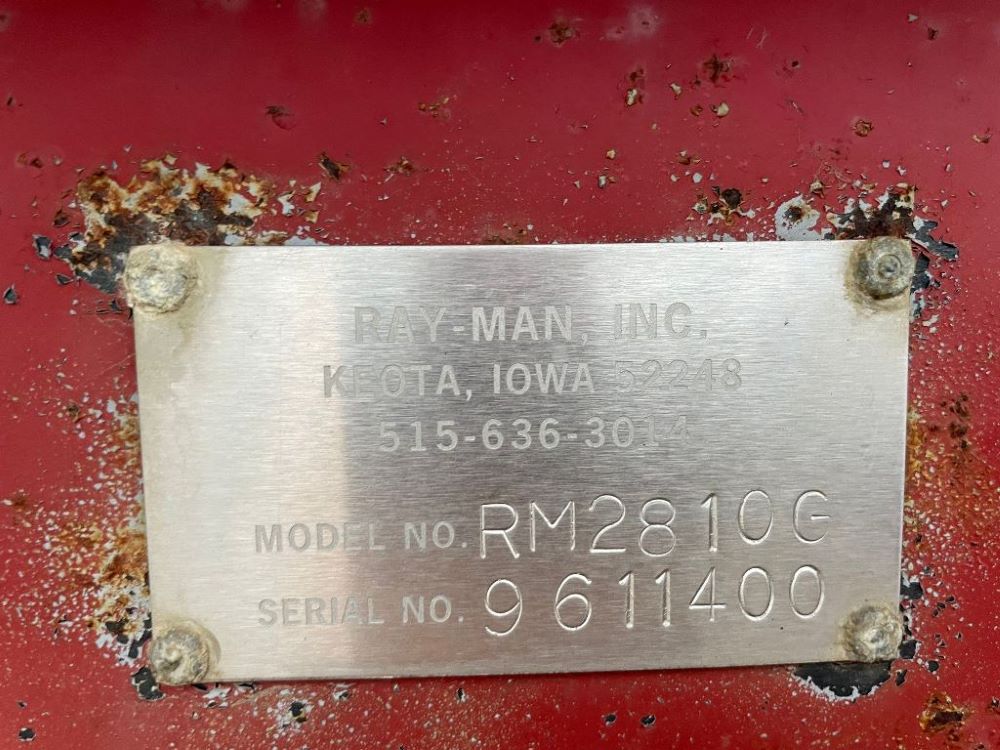 RAY-MAN, INC.
KEOTA, IOWA 52248
515-636-3014
MODEL NO. RM2810G
SERIAL NO. 9611400